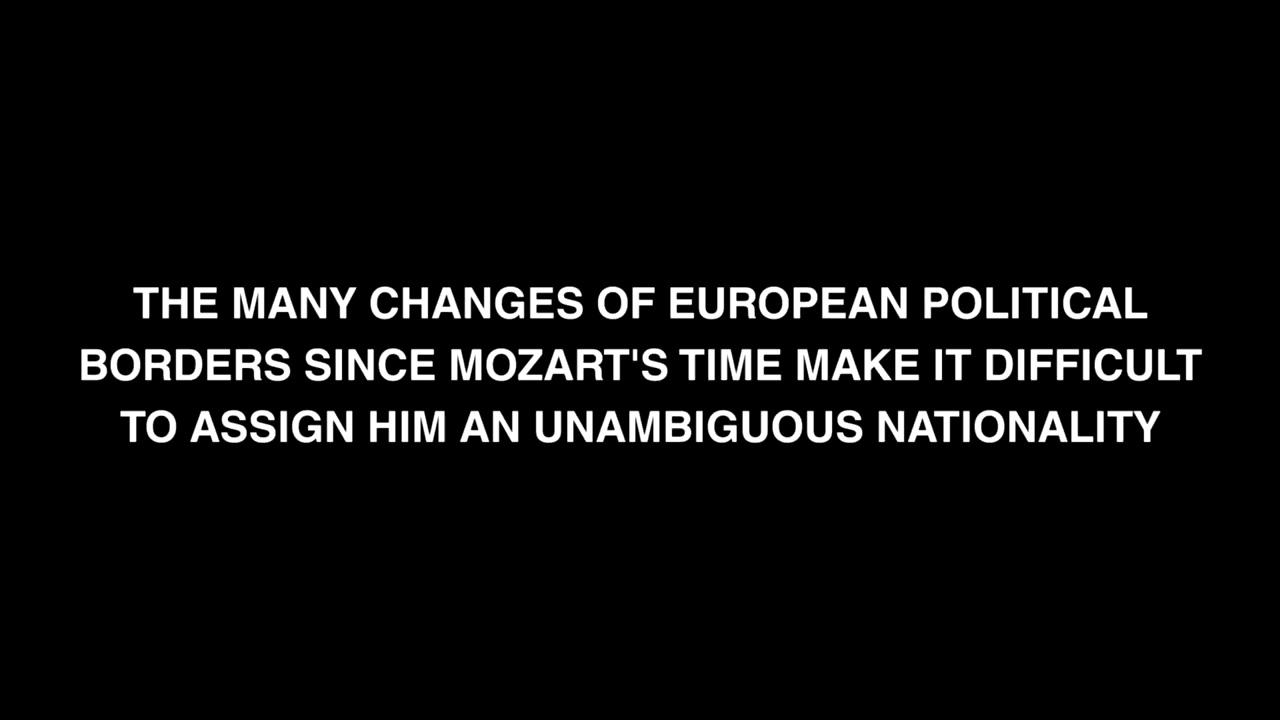 THE MANY CHANGES OF EUROPEAN POLITICAL
BORDERS SINCE MOZART'S TIME MAKE IT DIFFICULT
TO ASSIGN HIM AN UNAMBIGUOUS NATIONALITY